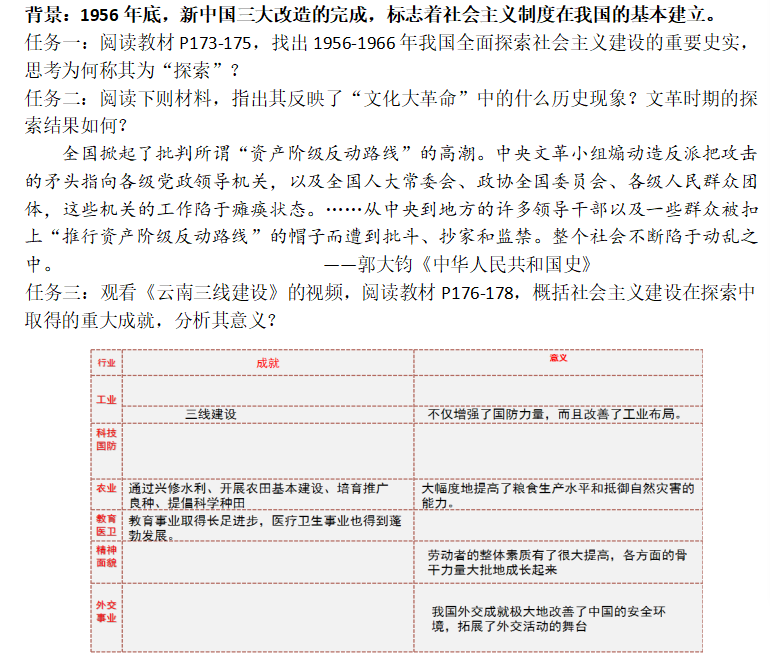 背景：1956 年底，新中国三大改造的完成，标志着社会主义制度在我国的基本建立。
任务一：阅读教材 P173-175，找出 1956-1966 年我国全面探索社会主义建设的重要史实，
思考为何称其为“探索”？
任务二：阅读下则材料，指出其反映了“文化大革命”中的什么历史现象？文革时期的探
索结果如何？
全国掀起了批判所谓“资产阶级反动路线”的高潮。中央文革小组煽动造反派把攻击
的矛头指向各级党政领导机关，以及全国人大常委会、政协全国委员会、各级人民群众团
体，这些机关的工作陷于瘫痪状态。……从中央到地方的许多领导干部以及一些群众被扣
上“推行资产阶级反动路线”的帽子而遭到批斗、抄家和监禁。整个社会不断陷于动乱之
中。 ——郭大钧《中华人民共和国史》
任务三：观看《云南三线建设》的视频，阅读教材 P176-178，概括社会主义建设在探索中
取得的重大成就，分析其意义？
行业 成就 意义
工业
三线建设 不仅增强了国防力量，而且改善了工业布局。
科技
国防
农业 通过兴修水利、开展农田基本建设、培育推广
良种、提倡科学种田
大幅度地提高了粮食生产水平和抵御自然灾害的
能力。
教育
医卫
教育事业取得长足进步，医疗卫生事业也得到蓬
勃发展。
精神
面貌
劳动者的整体素质有了很大提高，各方面的骨
干力量大批地成长起来
外交
事业
我国外交成就极大地改善了中国的安全环
境，拓展了外交活动的舞台